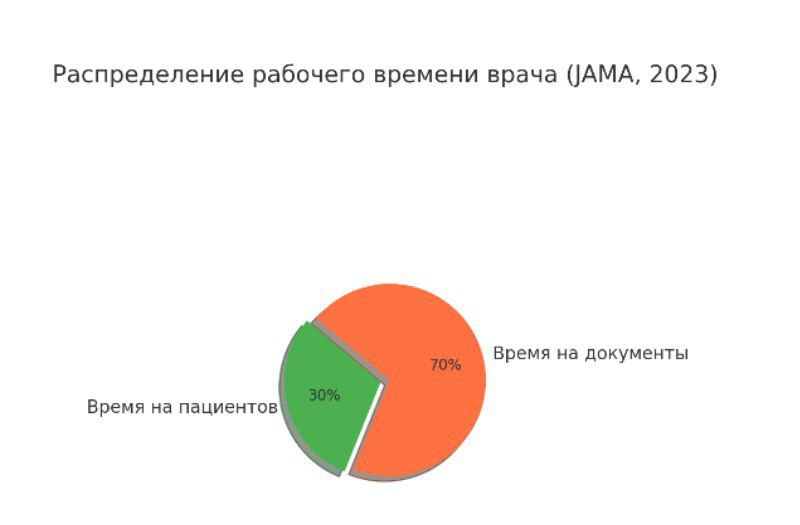 Распределение рабочего времени врача (JAMA, 2023)
70%
Время на документы
30%
Время на пациентов